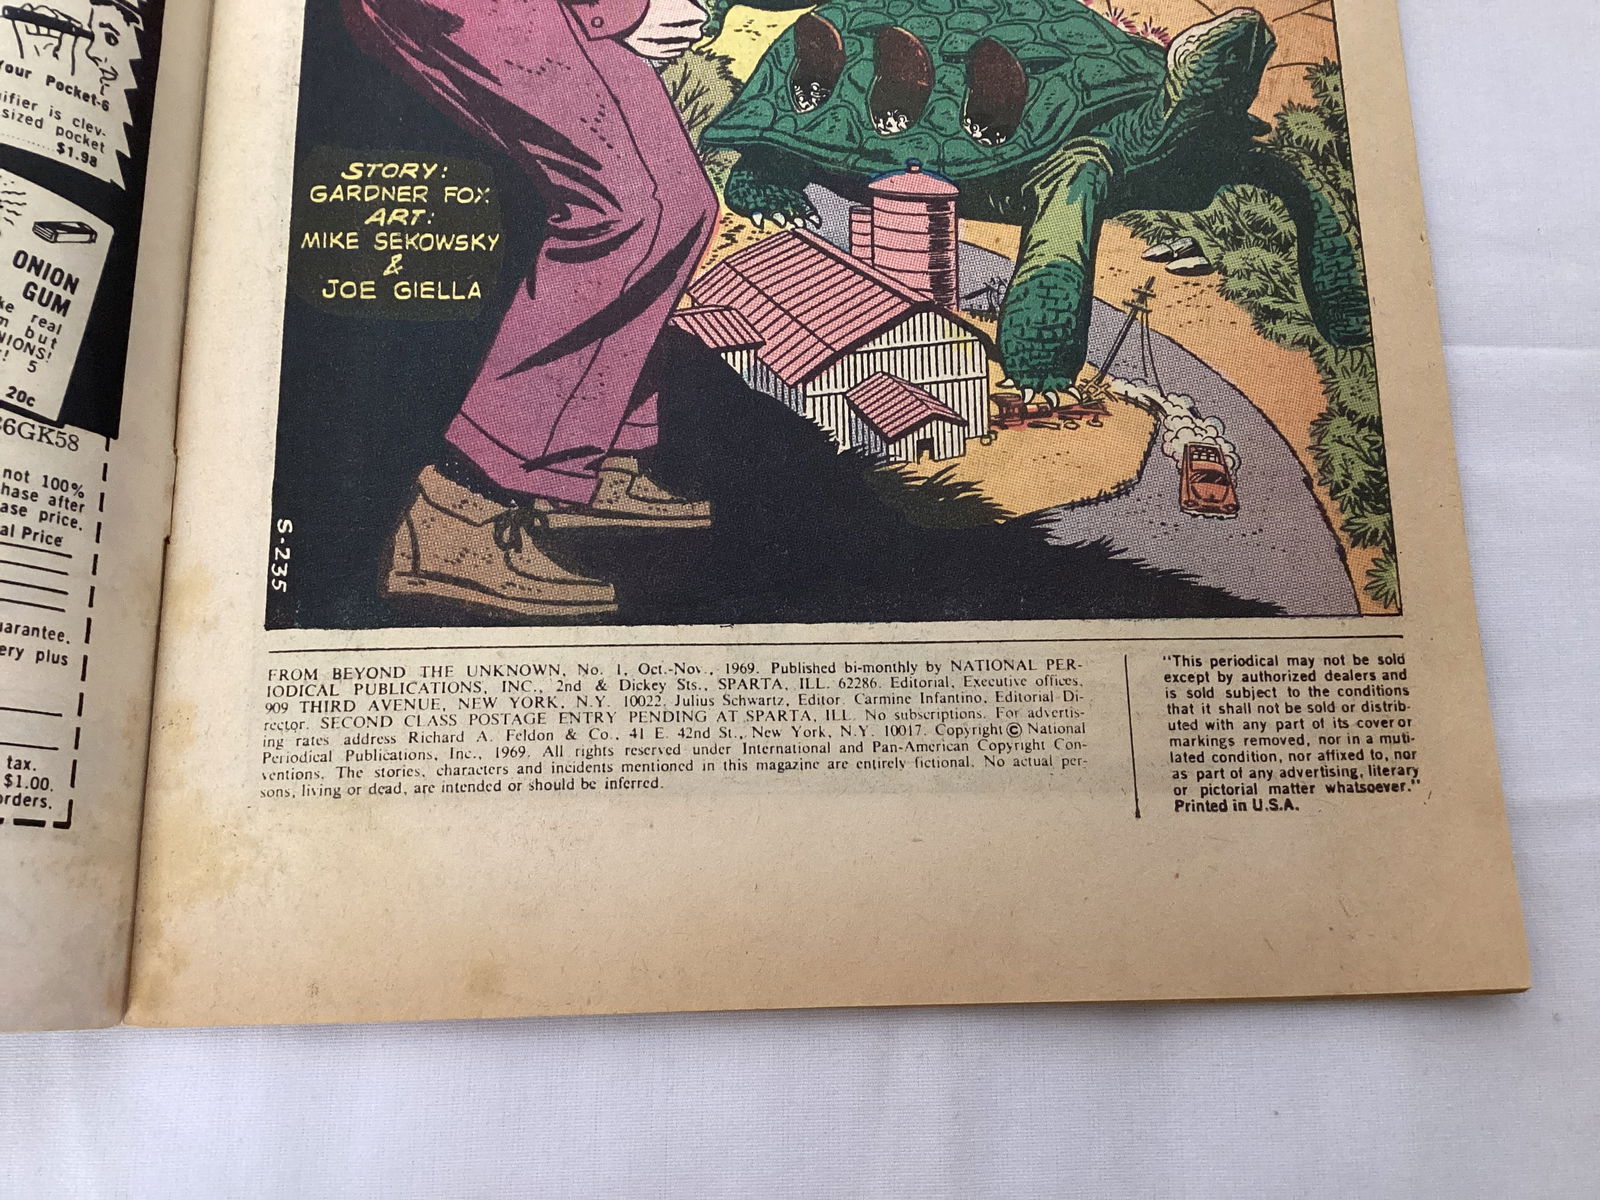 Your Pocket-6
ifier is clev-
sized pocket
$1.98
ONION
GUM
ke real
m but
NIONS!
! 5
20c
6GK58
not 100%
hase after
ase price.
al Price
uarantee.
ery plus
tax.
$1.00.
orders.
STORY:
GARDNER FOX
ART:
MIKE SEKOWSKY
&
JOE GIELLA
S-235
FROM BEYOND THE UNKNOWN, No. 1, Oct.-Nov., 1969. Published bi-monthly by NATIONAL PER-
IODICAL PUBLICATIONS, INC., 2nd & Dickey Sts., SPARTA, ILL. 62286. Editorial, Executive offices,
909 THIRD AVENUE, NEW YORK, N.Y. 10022. Julius Schwartz, Editor. Carmine Infantino, Editorial Di-
rector. SECOND CLASS POSTAGE ENTRY PENDING AT SPARTA, ILL. No subscriptions. For advertis-
ing rates address Richard A. Feldon & Co., 41 E. 42nd St., New York, N.Y. 10017. Copyright © National
Periodical Publications, Inc., 1969. All rights reserved under International and Pan-American Copyright Con-
ventions. The stories, characters and incidents mentioned in this magazine are entirely fictional. No actual per-
sons, living or dead, are intended or should be inferred.
"This periodical may not be sold
except by authorized dealers and
is sold subject to the conditions
that it shall not be sold or distrib-
uted with any part of its cover or
markings removed, nor in a muti-
lated condition, nor affixed to, nor
as part of any advertising, literary
or pictorial matter whatsoever."
Printed in U.S.A.